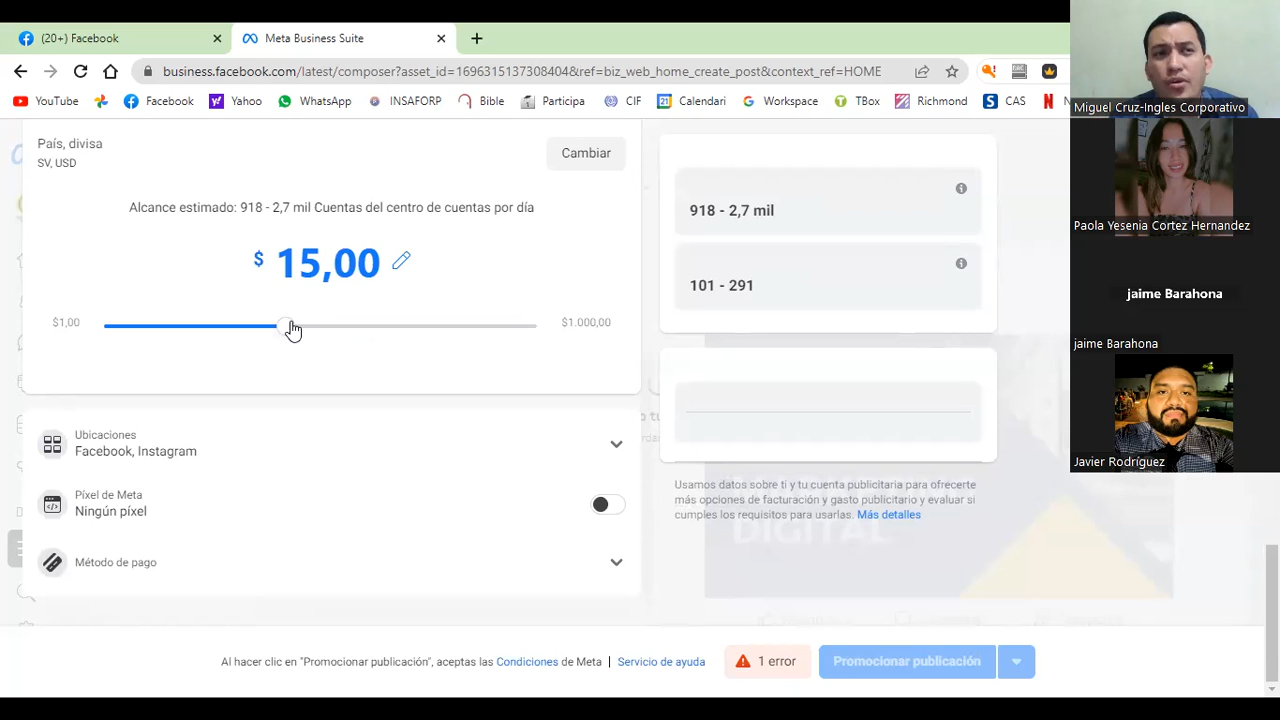 (20+) Facebook
Meta Business Suite
business.facebook.com
/latest/composer?asset_id=
&ref=biz_web_home_create_post&context_ref=HOME
YouTube
Facebook
Yahoo
WhatsApp
INSAFORP
Bible
Participa
CIF
Calendari
Workspace
TBox
Richmond
CAS
País, divisa
SV, USD
Cambiar
Alcance estimado: 918 - 2,7 mil Cuentas del centro de cuentas por día
$ 15,00
$1,00
$1.000,00
918 - 2,7 mil
101 - 291
Ubicaciones
Facebook, Instagram
Píxel de Meta
Ningún píxel
Método de pago
Usamos datos sobre ti y tu cuenta publicitaria para ofrecerte
más opciones de facturación y gasto publicitario y evaluar si
cumples los requisitos para usarlas. Más detalles
DIGITAL
Al hacer clic en "Promocionar publicación", aceptas las Condiciones de Meta | Servicio de ayuda
1 error
Promocionar publicación
Miguel Cruz-Ingles Corporativo
Paola Yesenia Cortez Hernandez
jaime Barahona
jaime Barahona
Javier Rodríguez